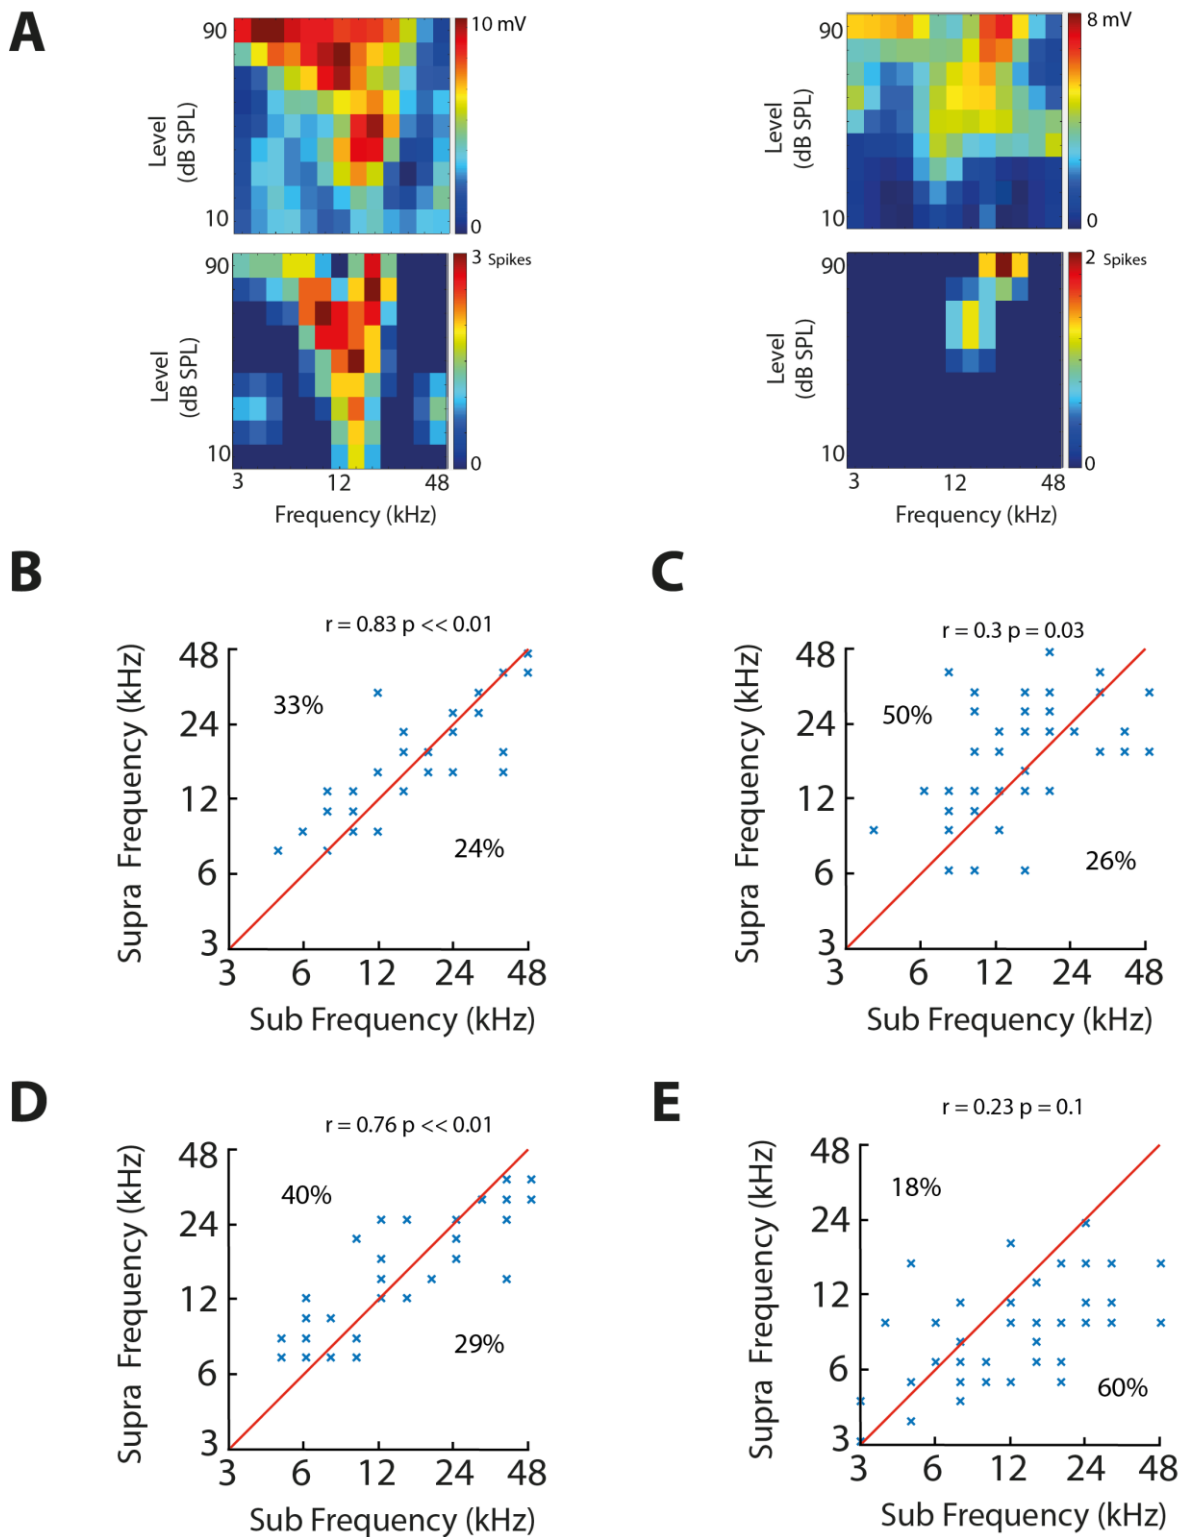 A
90
Level
(dB SPL)
10
10 mV
0
90
Level
(dB SPL)
10
8 mV
0
90
Level
(dB SPL)
10
3 Spikes
0
3 12 48
Frequency (kHz)
90
Level
(dB SPL)
10
2 Spikes
0
3 12 48
Frequency (kHz)
B
r = 0.83 p << 0.01
Supra Frequency (kHz)
48
24
12
6
3
33%
24%
3 6 12 24 48
Sub Frequency (kHz)
C
r = 0.3 p = 0.03
Supra Frequency (kHz)
48
24
12
6
3
50%
26%
3 6 12 24 48
Sub Frequency (kHz)
D
r = 0.76 p << 0.01
Supra Frequency (kHz)
48
24
12
6
3
40%
29%
3 6 12 24 48
Sub Frequency (kHz)
E
r = 0.23 p = 0.1
Supra Frequency (kHz)
48
24
12
6
3
18%
60%
3 6 12 24 48
Sub Frequency (kHz)